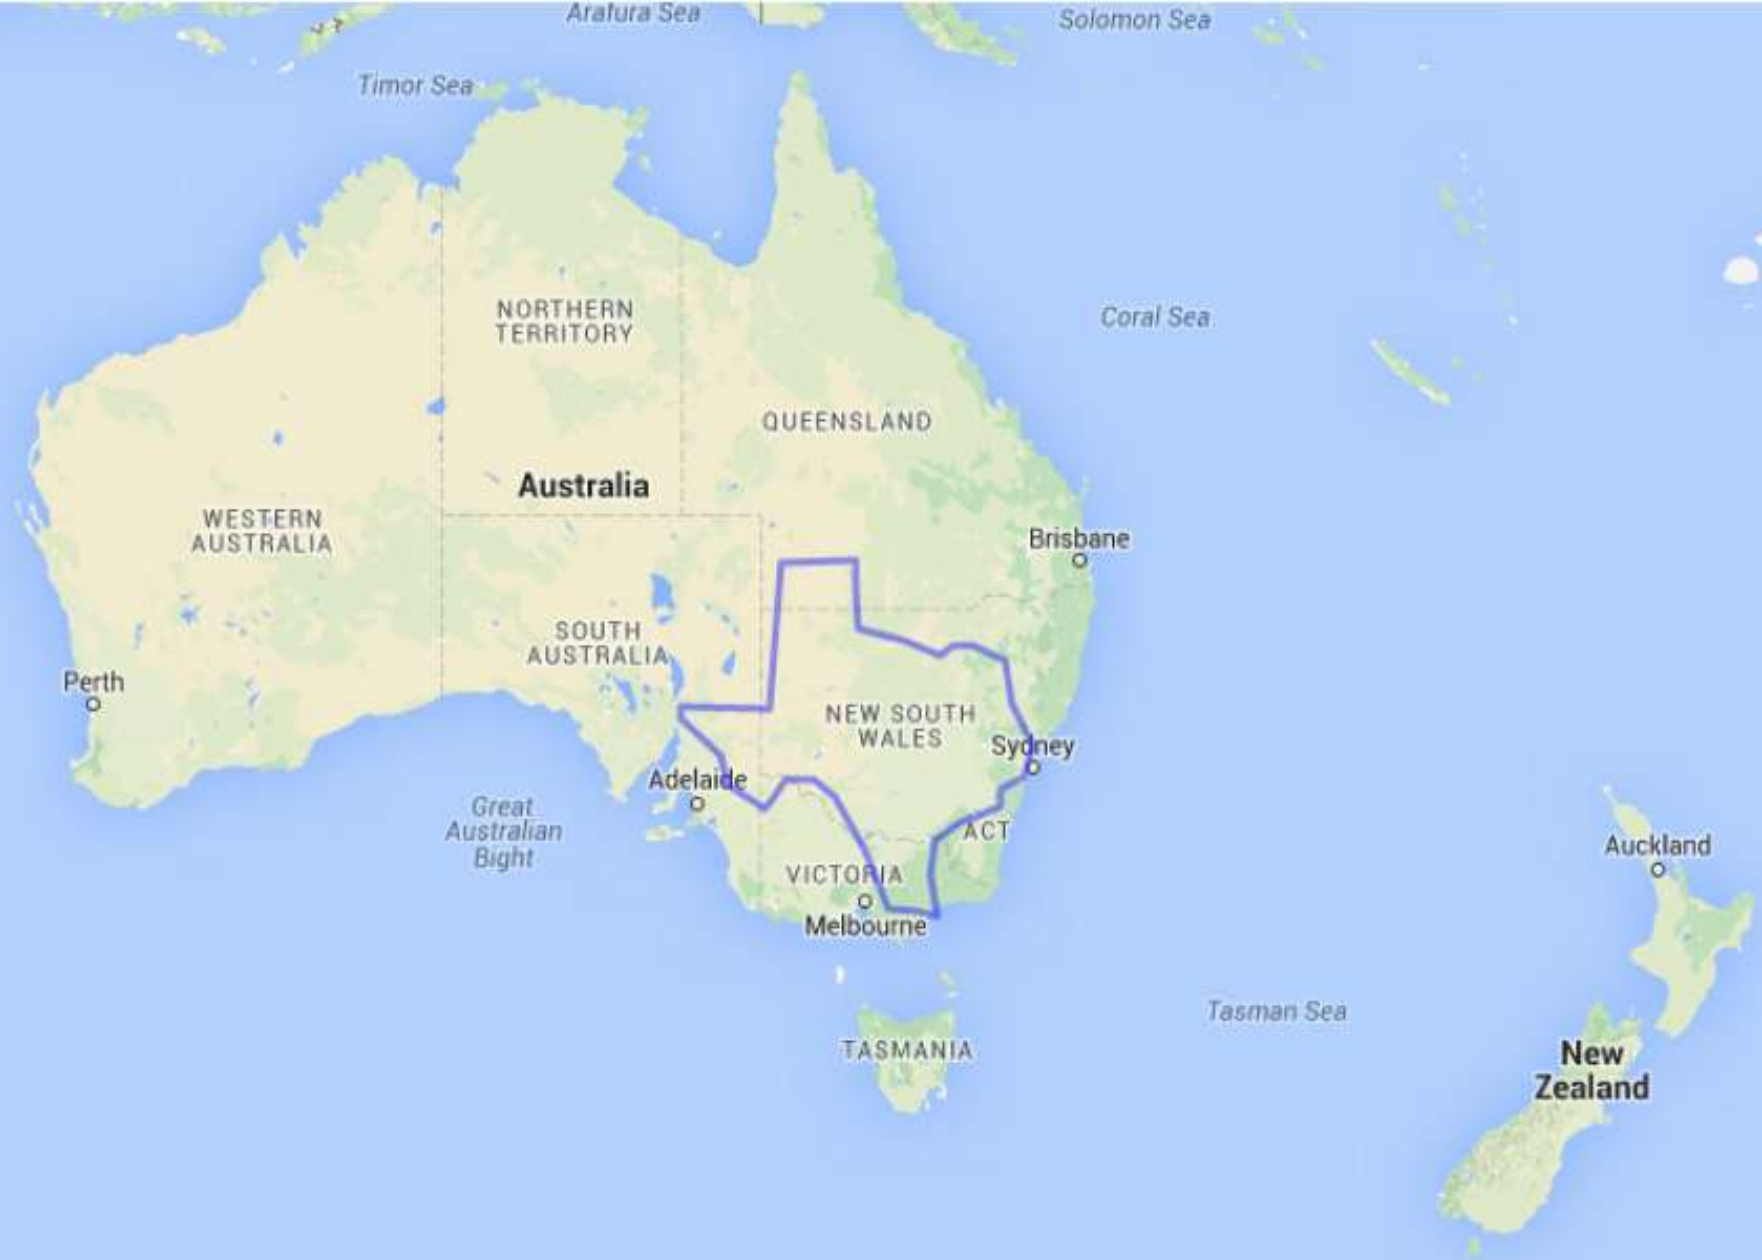 Arafura Sea
Solomon Sea
Timor Sea
NORTHERN
TERRITORY
Coral Sea
QUEENSLAND
Australia
WESTERN
AUSTRALIA
Brisbane
SOUTH
AUSTRALIA
Perth
NEW SOUTH
WALES
Sydney
Adelaide
Great
Australian
Bight
ACT
Auckland
VICTORIA
Melbourne
Tasman Sea
TASMANIA
New
Zealand